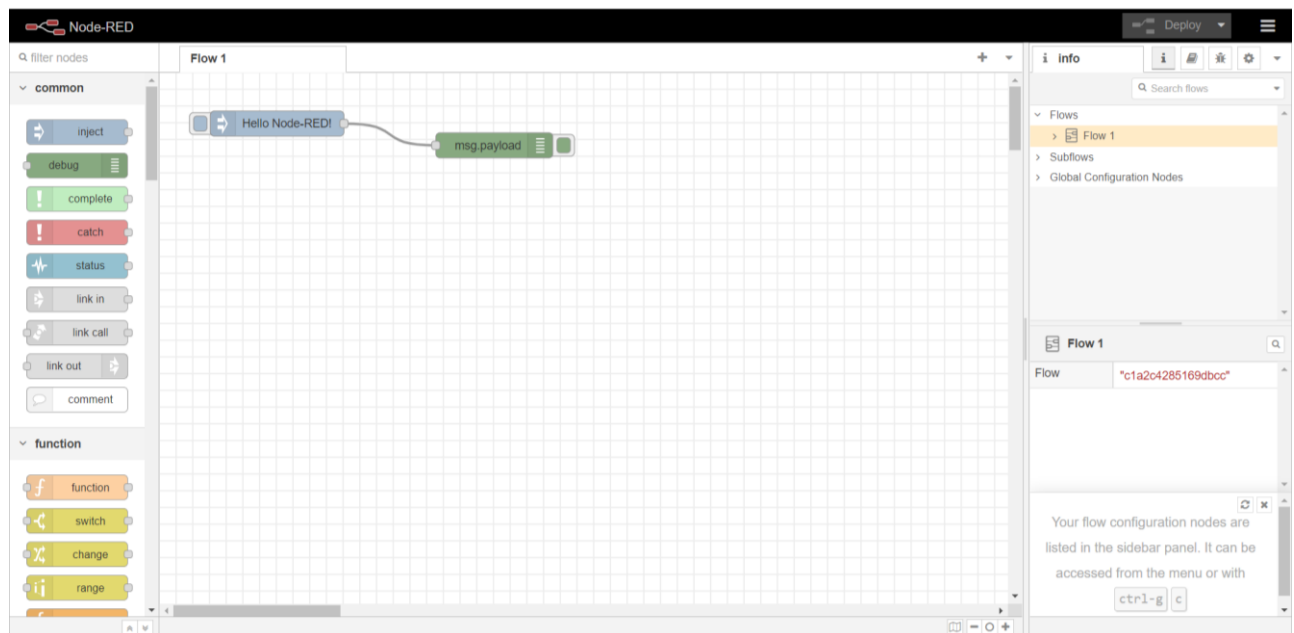 Node-RED
Deploy
filter nodes
Flow 1
info
i
Search flows
common
inject
debug
complete
catch
status
link in
link call
link out
comment
function
function
switch
change
range
Hello Node-RED!
msg.payload
Flows
Flow 1
Subflows
Global Configuration Nodes
Flow 1
Flow "c1a2c4285169dbcc"
Your flow configuration nodes are
listed in the sidebar panel. It can be
accessed from the menu or with
ctrl-g c